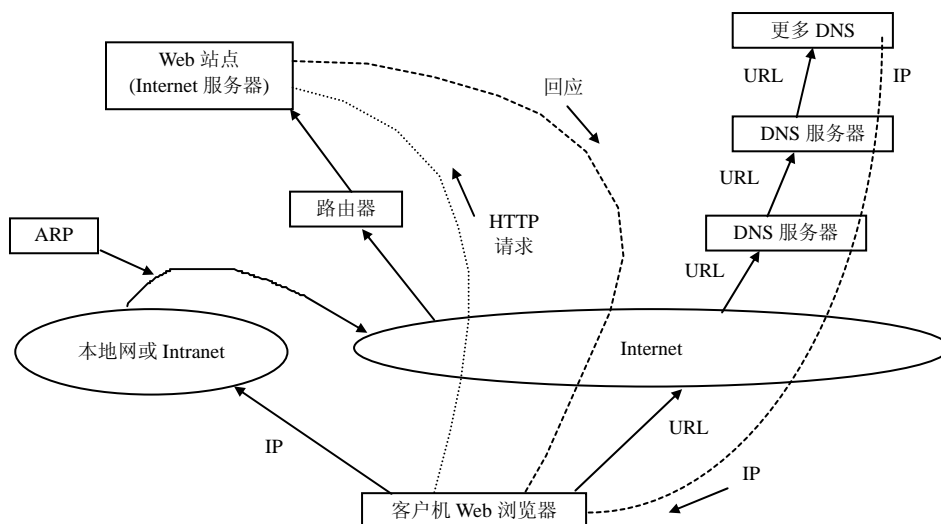 更多 DNS
Web 站点
(Internet 服务器)
URL
IP
回应
DNS 服务器
URL
路由器
HTTP
请求
DNS 服务器
ARP
URL
本地网或 Intranet
Internet
URL
IP
IP
客户机 Web 浏览器